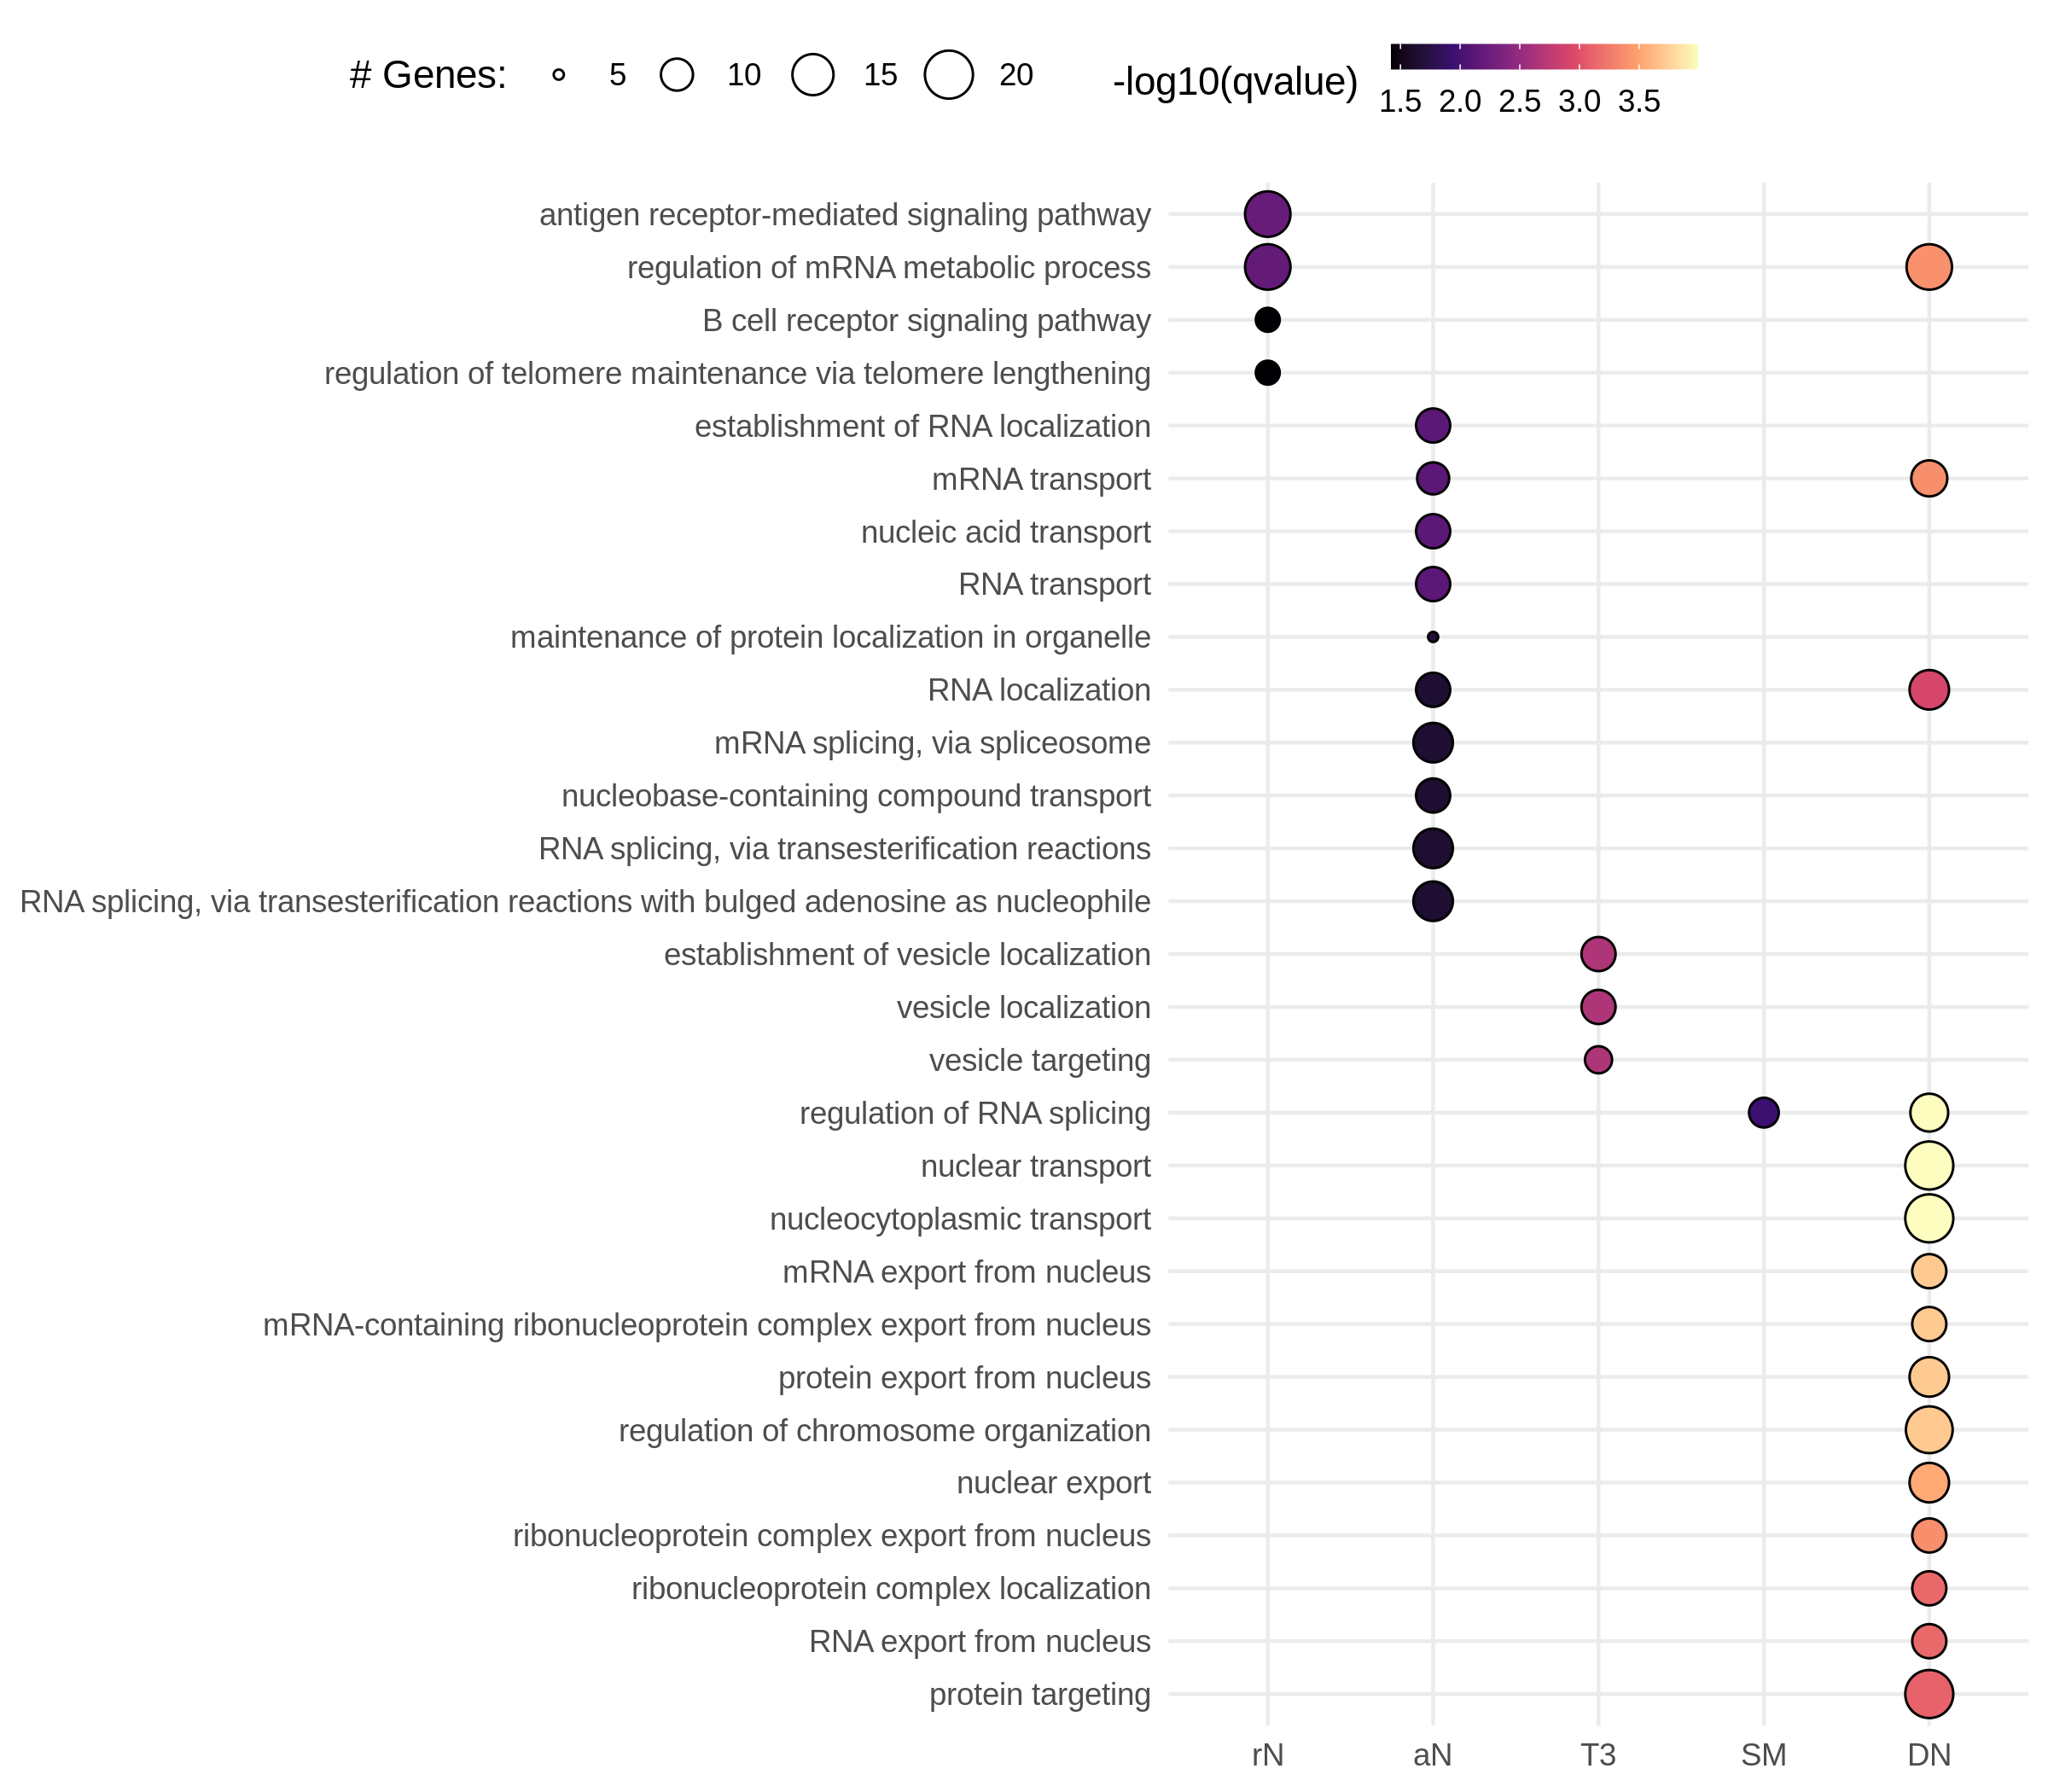 # Genes: 5 10 15 20 -log10(qvalue)
1.5 2.0 2.5 3.0 3.5
antigen receptor-mediated signaling pathway
regulation of mRNA metabolic process
B cell receptor signaling pathway
regulation of telomere maintenance via telomere lengthening
establishment of RNA localization
mRNA transport
nucleic acid transport
RNA transport
maintenance of protein localization in organelle
RNA localization
mRNA splicing, via spliceosome
nucleobase-containing compound transport
RNA splicing, via transesterification reactions
RNA splicing, via transesterification reactions with bulged adenosine as nucleophile
establishment of vesicle localization
vesicle localization
vesicle targeting
regulation of RNA splicing
nuclear transport
nucleocytoplasmic transport
mRNA export from nucleus
mRNA-containing ribonucleoprotein complex export from nucleus
protein export from nucleus
regulation of chromosome organization
nuclear export
ribonucleoprotein complex export from nucleus
ribonucleoprotein complex localization
RNA export from nucleus
protein targeting
rN aN T3 SM DN